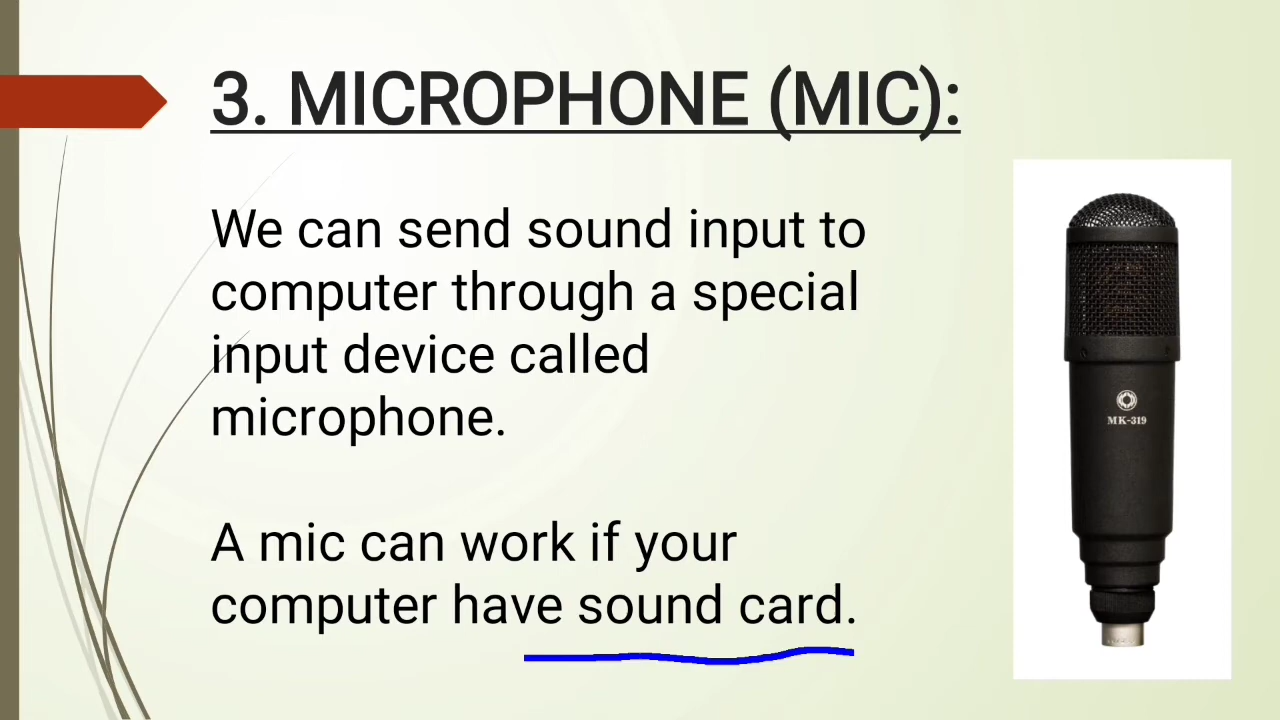 3. MICROPHONE (MIC):
We can send sound input to
computer through a special
input device called
microphone.
A mic can work if your
computer have sound card.
MK-319